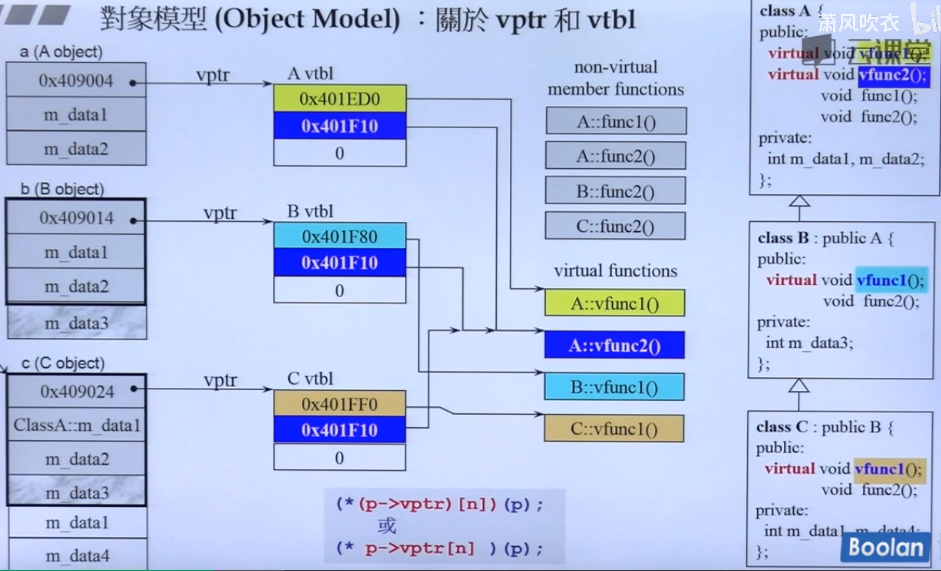 對象模型 (Object Model) ：關於 vptr 和 vtbl
a (A object)
0x409004
m_data1
m_data2
vptr
A vtbl
0x401ED0
0x401F10
0
b (B object)
0x409014
m_data1
m_data2
m_data3
vptr
B vtbl
0x401F80
0x401F10
0
c (C object)
0x409024
ClassA::m_data1
m_data2
m_data3
m_data1
m_data4
vptr
C vtbl
0x401FF0
0x401F10
0
non-virtual
member functions
A::func1()
A::func2()
B::func2()
C::func2()
virtual functions
A::vfunc1()
A::vfunc2()
B::vfunc1()
C::vfunc1()
(*(p->vptr)[n])(p);
或
(* p->vptr[n] )(p);
class A {
public:
virtual void vfunc1();
virtual void vfunc2();
void func1();
void func2();
private:
int m_data1, m_data2;
};
class B : public A {
public:
virtual void vfunc1();
void func2();
private:
int m_data3;
};
class C : public B {
public:
virtual void vfunc1();
void func2();
private:
int m_data1, m_data4;
};
萧风吹衣
云课堂
Boolan